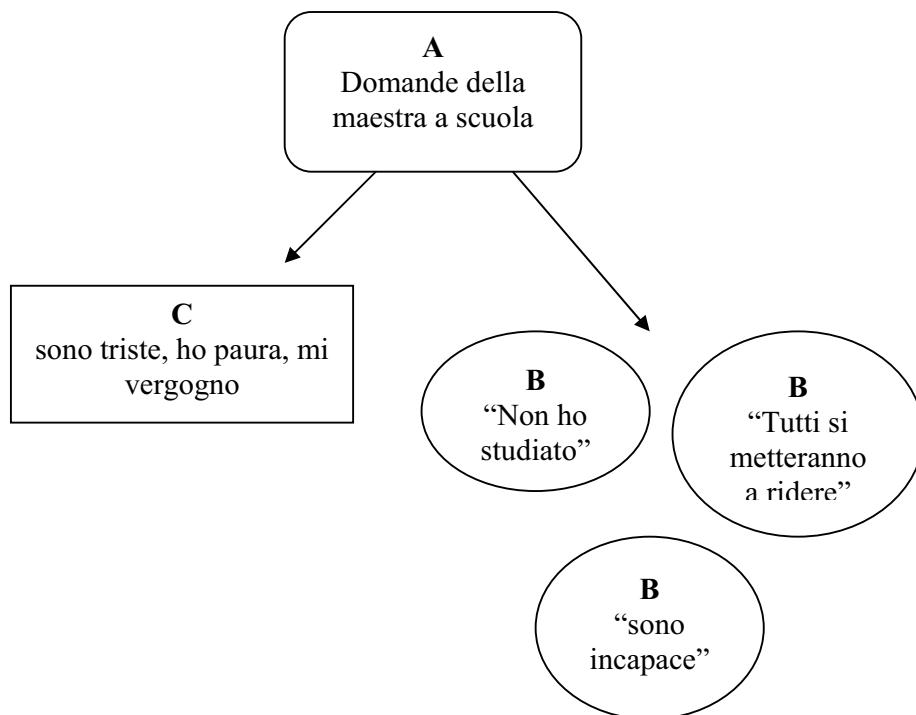 A
Domande della
maestra a scuola
C
sono triste, ho paura, mi
vergogno
B
“Non ho
studiato”
B
“Tutti si
metteranno
a ridere”
B
“sono
incapace”